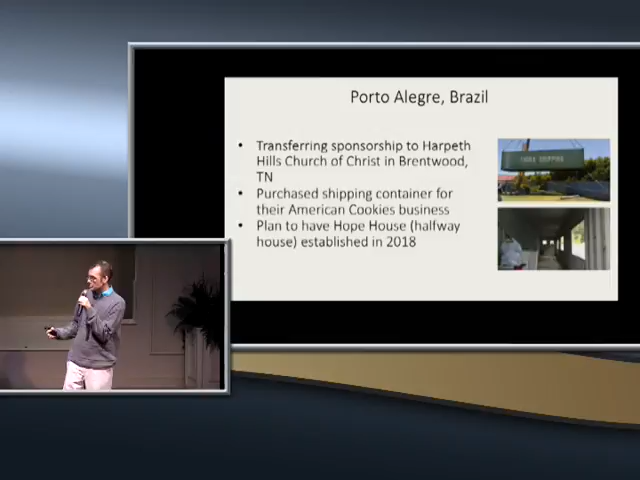 Porto Alegre, Brazil
• Transferring sponsorship to Harpeth
Hills Church of Christ in Brentwood,
TN
• Purchased shipping container for
their American Cookies business
• Plan to have Hope House (halfway
house) established in 2018